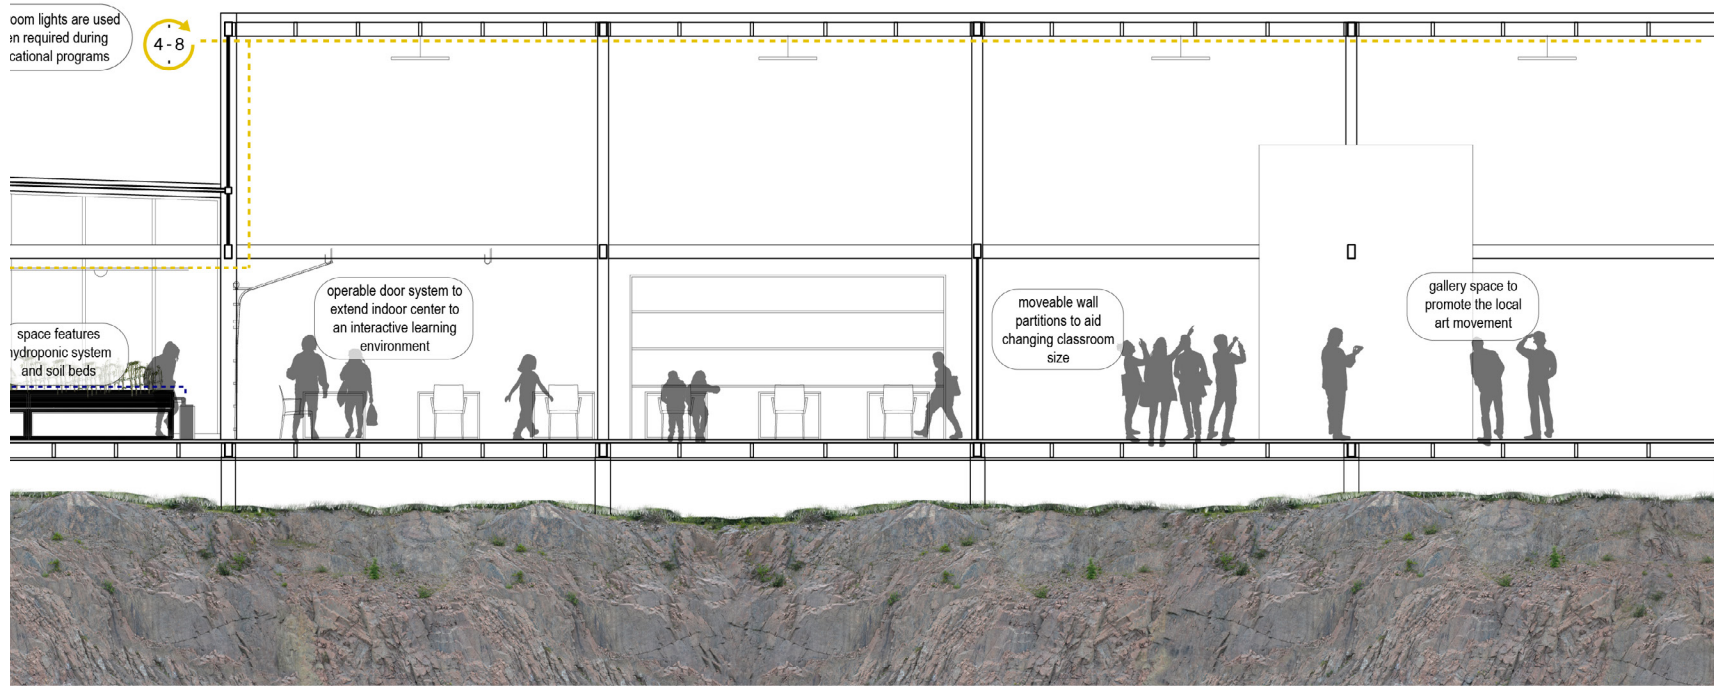 oom lights are used
en required during
cational programs
4 - 8
space features
hydroponic system
and soil beds
operable door system to
extend indoor center to
an interactive learning
environment
moveable wall
partitions to aid
changing classroom
size
gallery space to
promote the local
art movement